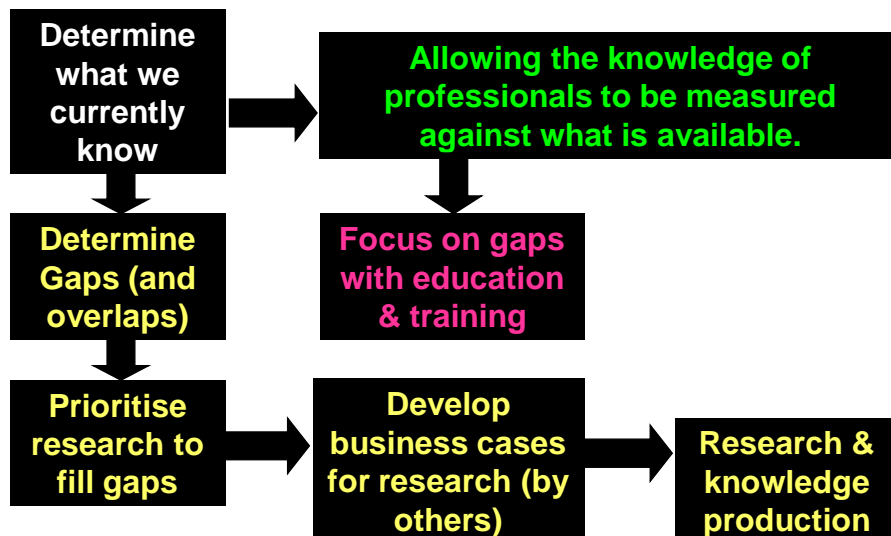 Determine
what we
currently
know
Allowing the knowledge of
professionals to be measured
against what is available.
Determine
Gaps (and
overlaps)
Focus on gaps
with education
& training
Prioritise
research to
fill gaps
Develop
business cases
for research (by
others)
Research &
knowledge
production